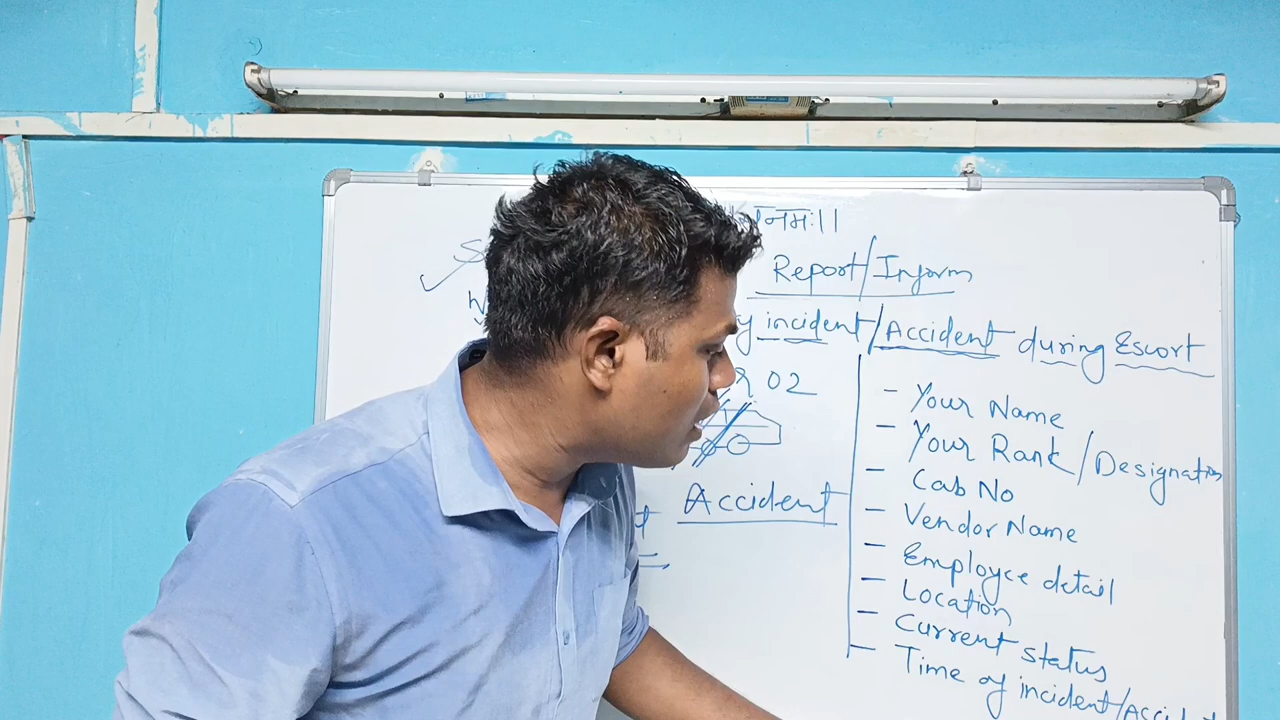 नमः।।
Report/Inform
incident/Accident during Escort
02
Accident
- Your Name
- Your Rank/Designation
- Cab No
- Vendor Name
- Employee detail
- Location
- Current status
- Time of incident/Accident